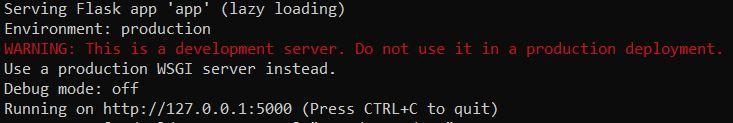 Serving Flask app 'app' (lazy loading)
Environment: production
WARNING: This is a development server. Do not use it in a production deployment.
Use a production WSGI server instead.
Debug mode: off
Running on http://127.0.0.1:5000 (Press CTRL+C to quit)